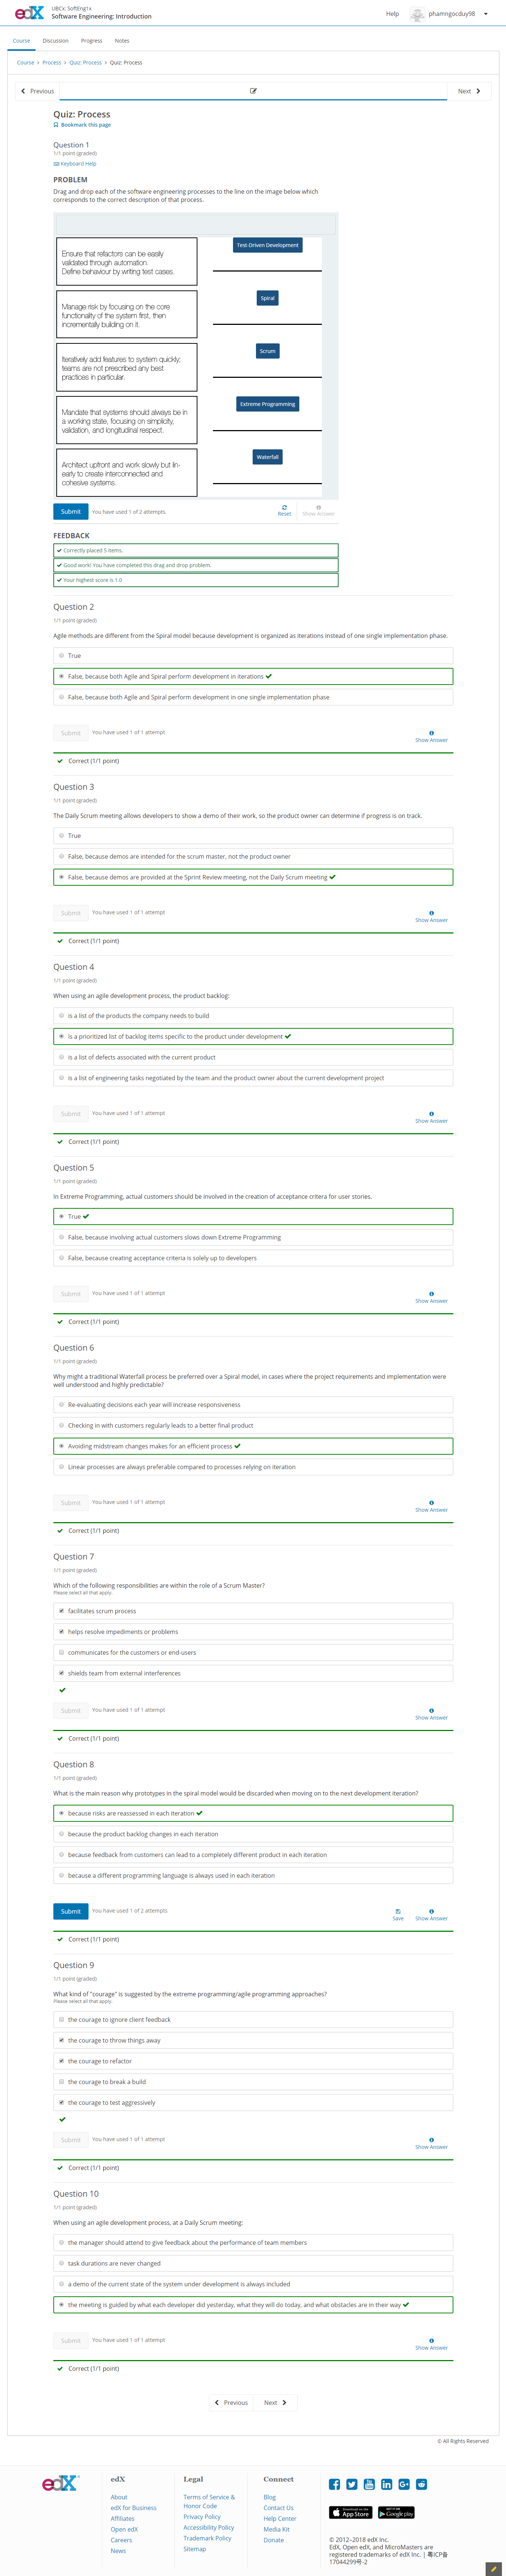 edX
UBCx: SoftEng1x
Software Engineering: Introduction
Help
phamngocduy98
Course Discussion Progress Notes
Course › Process › Quiz: Process › Quiz: Process
Previous
Next
Quiz: Process
Bookmark this page
Question 1
1/1 point (graded)
Keyboard Help
PROBLEM
Drag and drop each of the software engineering processes to the line on the image below which
corresponds to the correct description of that process.
Ensure that refactors can be easily
validated through automation.
Define behaviour by writing test cases.
Test-Driven Development
Manage risk by focusing on the core
functionality of the system first, then
incrementally building on it.
Spiral
Iteratively add features to system quickly;
teams are not prescribed any best
practices in particular.
Scrum
Mandate that systems should always be in
a working state, focusing on simplicity,
validation, and longitudinal respect.
Extreme Programming
Architect upfront and work slowly but lin-
early to create interconnected and
cohesive systems.
Waterfall
Submit
You have used 1 of 2 attempts.
Reset
Show Answer
FEEDBACK
Correctly placed 5 items.
Good work! You have completed this drag and drop problem.
Your highest score is 1.0
Question 2
1/1 point (graded)
Agile methods are different from the Spiral model because development is organized as iterations instead of one single implementation phase.
True
False, because both Agile and Spiral perform development in iterations
False, because both Agile and Spiral perform development in one single implementation phase
Submit
You have used 1 of 1 attempt
Show Answer
Correct (1/1 point)
Question 3
1/1 point (graded)
The Daily Scrum meeting allows developers to show a demo of their work, so the product owner can determine if progress is on track.
True
False, because demos are intended for the scrum master, not the product owner
False, because demos are provided at the Sprint Review meeting, not the Daily Scrum meeting
Submit
You have used 1 of 1 attempt
Show Answer
Correct (1/1 point)
Question 4
1/1 point (graded)
When using an agile development process, the product backlog:
is a list of the products the company needs to build
is a prioritized list of backlog items specific to the product under development
is a list of defects associated with the current product
is a list of engineering tasks negotiated by the team and the product owner about the current development project
Submit
You have used 1 of 1 attempt
Show Answer
Correct (1/1 point)
Question 5
1/1 point (graded)
In Extreme Programming, actual customers should be involved in the creation of acceptance critera for user stories.
True
False, because involving actual customers slows down Extreme Programming
False, because creating acceptance criteria is solely up to developers
Submit
You have used 1 of 1 attempt
Show Answer
Correct (1/1 point)
Question 6
1/1 point (graded)
Why might a traditional Waterfall process be preferred over a Spiral model, in cases where the project requirements and implementation were
well understood and highly predictable?
Re-evaluating decisions each year will increase responsiveness
Checking in with customers regularly leads to a better final product
Avoiding midstream changes makes for an efficient process
Linear processes are always preferable compared to processes relying on iteration
Submit
You have used 1 of 1 attempt
Show Answer
Correct (1/1 point)
Question 7
1/1 point (graded)
Which of the following responsibilities are within the role of a Scrum Master?
Please select all that apply.
facilitates scrum process
helps resolve impediments or problems
communicates for the customers or end-users
shields team from external interferences
Submit
You have used 1 of 1 attempt
Show Answer
Correct (1/1 point)
Question 8
1/1 point (graded)
What is the main reason why prototypes in the spiral model would be discarded when moving on to the next development iteration?
because risks are reassessed in each iteration
because the product backlog changes in each iteration
because feedback from customers can lead to a completely different product in each iteration
because a different programming language is always used in each iteration
Submit
You have used 1 of 2 attempts
Save
Show Answer
Correct (1/1 point)
Question 9
1/1 point (graded)
What kind of "courage" is suggested by the extreme programming/agile programming approaches?
Please select all that apply.
the courage to ignore client feedback
the courage to throw things away
the courage to refactor
the courage to break a build
the courage to test aggressively
Submit
You have used 1 of 1 attempt
Show Answer
Correct (1/1 point)
Question 10
1/1 point (graded)
When using an agile development process, at a Daily Scrum meeting:
the manager should attend to give feedback about the performance of team members
task durations are never changed
a demo of the current state of the system under development is always included
the meeting is guided by what each developer did yesterday, what they will do today, and what obstacles are in their way
Submit
You have used 1 of 1 attempt
Show Answer
Correct (1/1 point)
Previous Next
© All Rights Reserved
edX
edX
About
edX for Business
Affiliates
Open edX
Careers
News
Legal
Terms of Service &
Honor Code
Privacy Policy
Accessibility Policy
Trademark Policy
Sitemap
Connect
Blog
Contact Us
Help Center
Media Kit
Donate
Download on the App Store
GET IT ON Google play
© 2012–2018 edX Inc.
EdX, Open edX, and MicroMasters are
registered trademarks of edX Inc. | 粤ICP备
17044299号-2